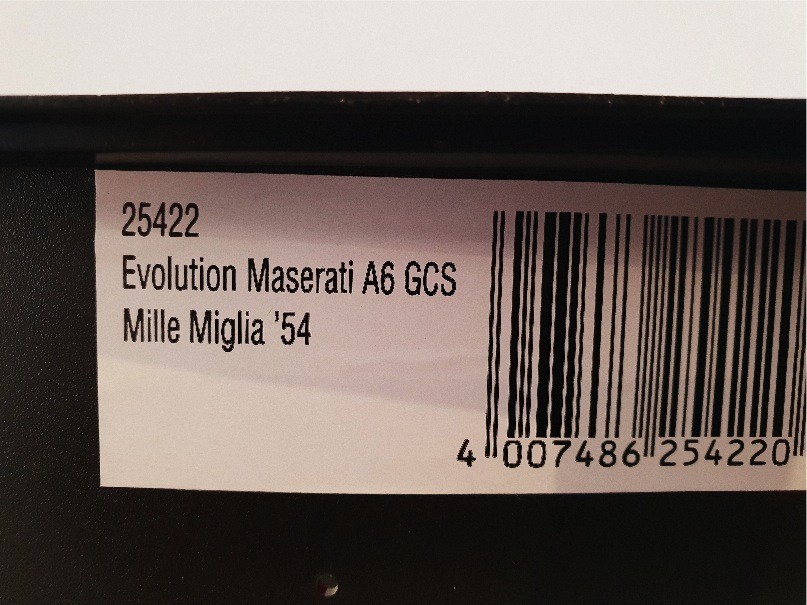 25422
Evolution Maserati A6 GCS
Mille Miglia '54
4 007486 254220